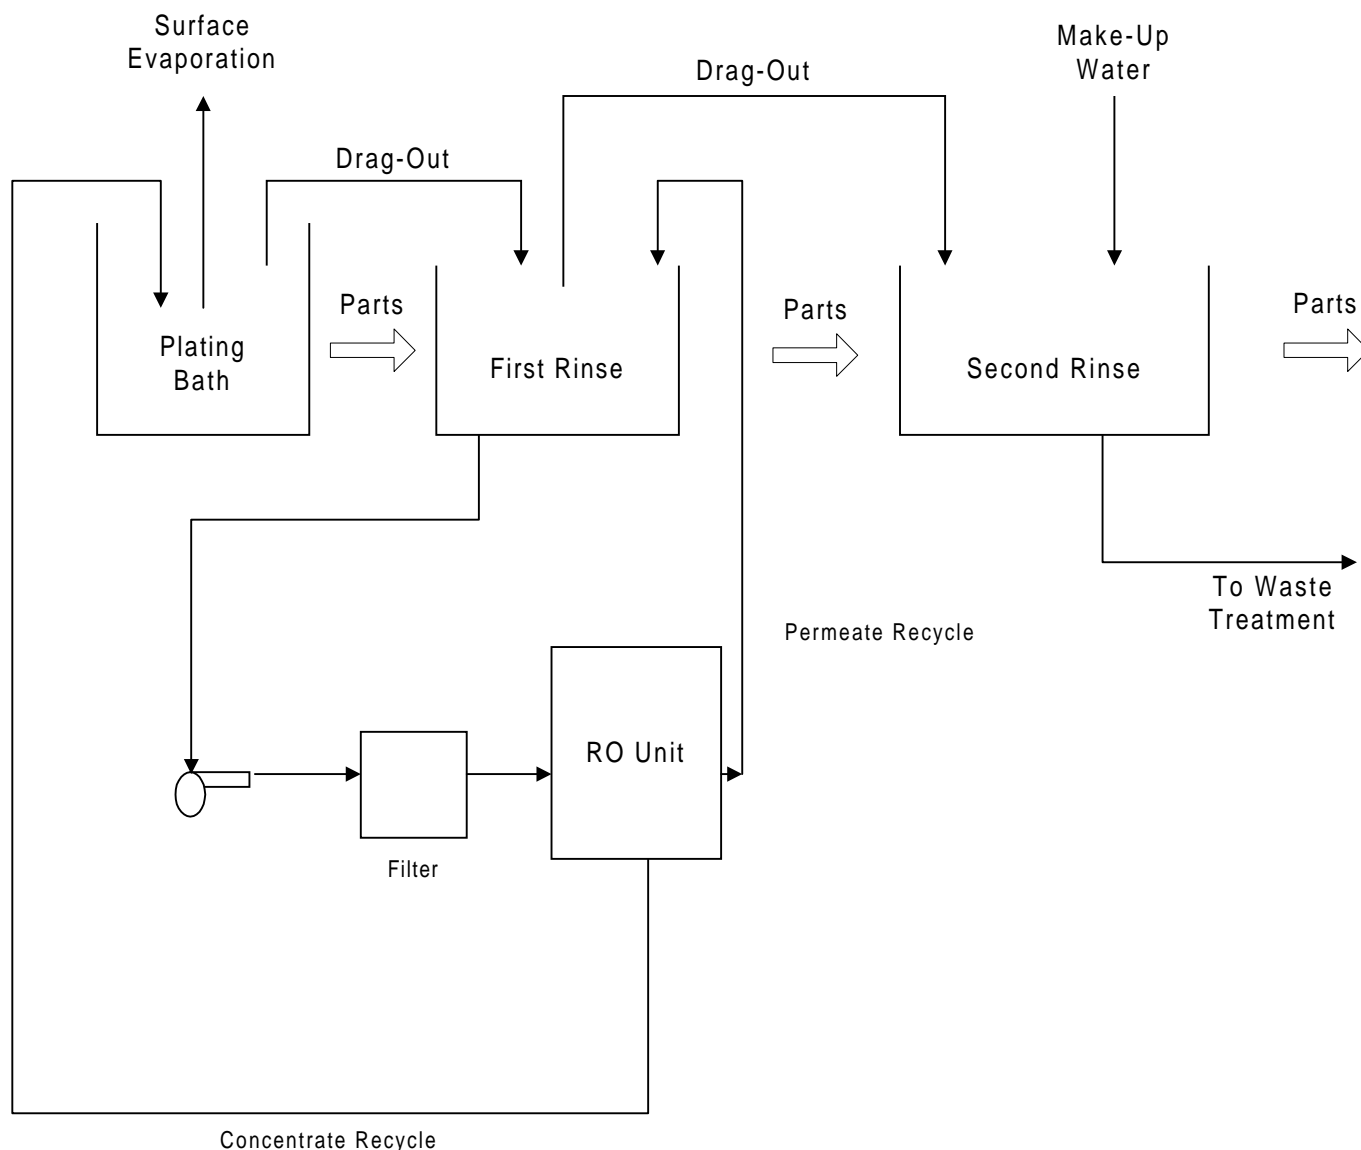 Surface
Evaporation
Make-Up
Water
Drag-Out
Drag-Out
Parts
Parts
Parts
Plating
Bath
First Rinse
Second Rinse
To Waste
Treatment
Permeate Recycle
RO Unit
Filter
Concentrate Recycle